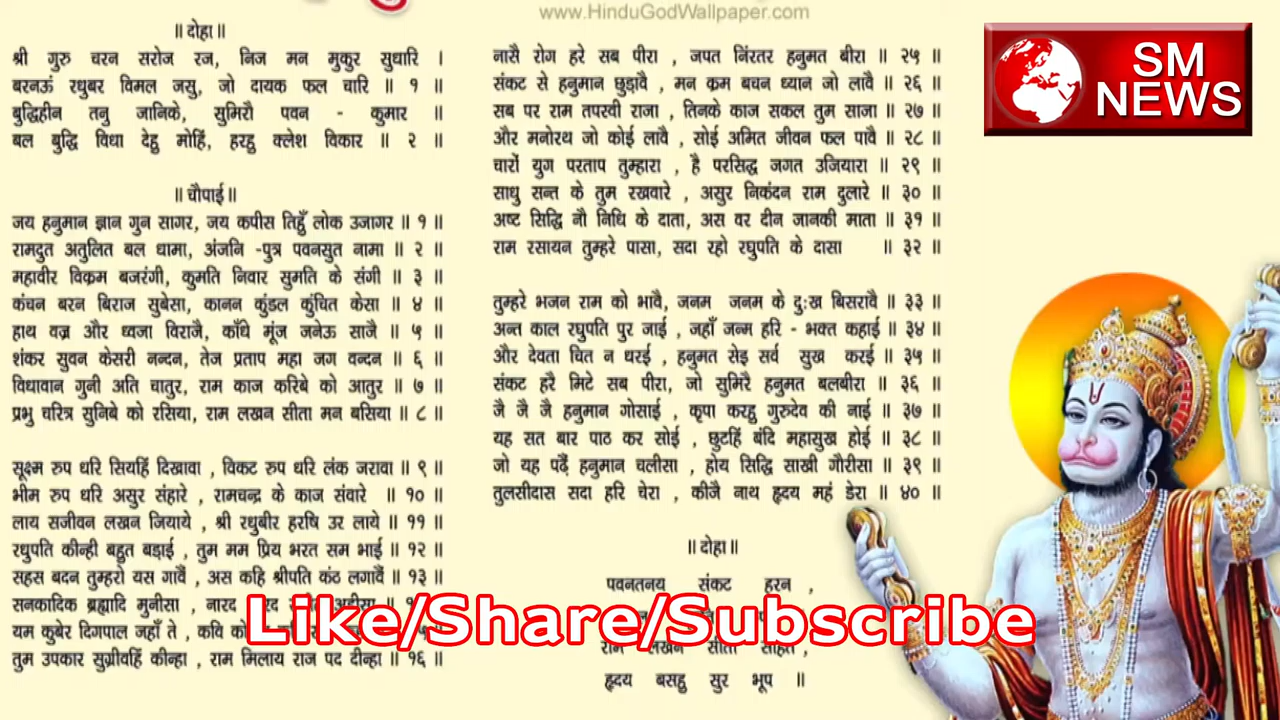 www.HinduGodWallpaper.com
॥ दोहा ॥
श्री गुरु चरन सरोज रज, निज मन मुकुर सुधारि ।
बरनऊं रघुबर विमल जसु, जो दायक फल चारि ॥ १ ॥
बुद्धिहीन तनु जानिके, सुमिरौ पवन - कुमार ॥
बल बुद्धि विधा देहु मोहिं, हरहु क्लेश विकार ॥ २ ॥
॥ चौपाई ॥
जय हनुमान ज्ञान गुन सागर, जय कपीस तिहुँ लोक उजागर ॥ १ ॥
रामदुत अतुलित बल धामा, अंजनि -पुत्र पवनसुत नामा ॥ २ ॥
महावीर विक्रम बजरंगी, कुमति निवार सुमति के संगी ॥ ३ ॥
कंचन बरन बिराज सुबेसा, कानन कुंडल कुंचित केसा ॥ ४ ॥
हाथ वज्र और ध्वजा विराजै, काँधे मूंज जनेऊ साजै ॥ ५ ॥
शंकर सुवन केसरी नन्दन, तेज प्रताप महा जग वन्दन ॥ ६ ॥
विधावान गुनी अति चातुर, राम काज करिबे को आतुर ॥ ७ ॥
प्रभु चरित्र सुनिबे को रसिया, राम लखन सीता मन बसिया ॥ ८ ॥
सूक्ष्म रुप धरि सियहिं दिखावा , विकट रुप धरि लंक जरावा ॥ ९ ॥
भीम रुप धरि असुर संहारे , रामचन्द्र के काज संवारे ॥ १० ॥
लाय सजीवन लखन जियाये , श्री रधुबीर हरषि उर लाये ॥ ११ ॥
रधुपति कीन्ही बहुत बड़ाई , तुम मम प्रिय भरत सम भाई ॥ १२ ॥
सहस बदन तुम्हरो यस गावैं , अस कहि श्रीपति कंठ लगावैं ॥ १३ ॥
सनकादिक ब्रह्मादि मुनीसा , नारद
यम कुबेर दिगपाल जहाँ ते , कवि
तुम उपकार सुग्रीवहिं कीन्हा , राम मिलाय राज पद दीन्हा ॥ १६ ॥
नासै रोग हरे सब पीरा , जपत निंरतर हनुमत बीरा ॥ २५ ॥
संकट से हनुमान छुड़ावै , मन क्रम बचन ध्यान जो लावै ॥ २६ ॥
सब पर राम तपस्वी राजा , तिनके काज सकल तुम साजा ॥ २७ ॥
और मनोरथ जो कोई लावै , सोई अमित जीवन फल पावै ॥ २८ ॥
चारों युग परताप तुम्हारा , है परसिद्ध जगत उजियारा ॥ २९ ॥
साधु सन्त के तुम रखवारे , असुर निकंदन राम दुलारे ॥ ३० ॥
अष्ट सिद्धि नौ निधि के दाता, अस वर दीन जानकी माता ॥ ३१ ॥
राम रसायन तुम्हरे पासा, सदा रहो रघुपति के दासा ॥ ३२ ॥
तुम्हरे भजन राम को भावै, जनम जनम के दुःख बिसरावै ॥ ३३ ॥
अन्त काल रघुपति पुर जाई , जहाँ जन्म हरि - भक्त कहाई ॥ ३४ ॥
और देवता चित न धरई , हनुमत सेइ सर्व सुख करई ॥ ३५ ॥
संकट हरै मिटे सब पीरा, जो सुमिरै हनुमत बलबीरा ॥ ३६ ॥
जै जै जै हनुमान गोसाई , कृपा करहु गुरुदेव की नाई ॥ ३७ ॥
यह सत बार पाठ कर सोई , छुटहिं बंदि महासुख होई ॥ ३८ ॥
जो यह पढ़ैं हनुमान चलीसा , होय सिद्धि साखी गौरीसा ॥ ३९ ॥
तुलसीदास सदा हरि चेरा , कीजै नाथ हृदय महं डेरा ॥ ४० ॥
॥ दोहा ॥
पवनतनय संकट हरन ,
राम लखन सीता सहित ,
हृदय बसहु सुर भूप ॥
SM
NEWS
Like/Share/Subscribe